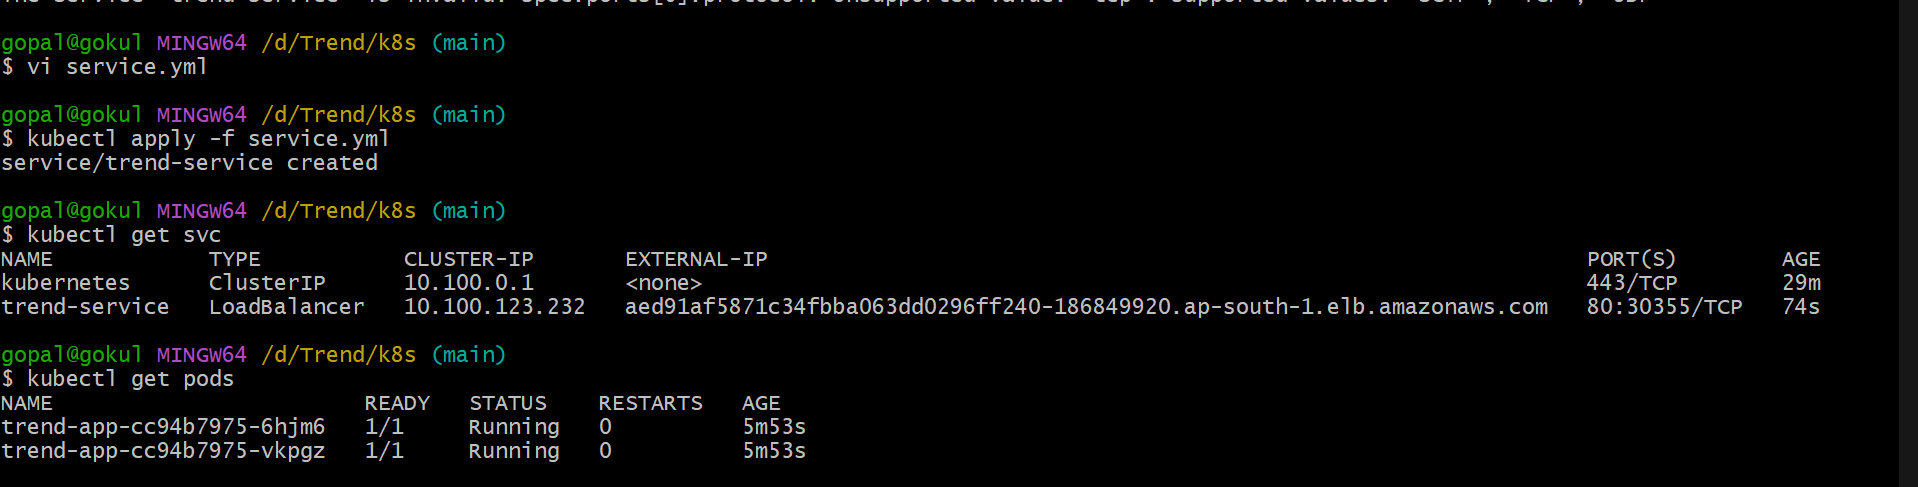 gopal@gokul MINGW64 /d/Trend/k8s (main)
$ vi service.yml
gopal@gokul MINGW64 /d/Trend/k8s (main)
$ kubectl apply -f service.yml
service/trend-service created
gopal@gokul MINGW64 /d/Trend/k8s (main)
$ kubectl get svc
NAME TYPE CLUSTER-IP EXTERNAL-IP PORT(S) AGE
kubernetes ClusterIP 10.100.0.1 <none> 443/TCP 29m
trend-service LoadBalancer 10.100.123.232 aed91af5871c34fbba063dd0296ff240-186849920.ap-south-1.elb.amazonaws.com 80:30355/TCP 74s
gopal@gokul MINGW64 /d/Trend/k8s (main)
$ kubectl get pods
NAME READY STATUS RESTARTS AGE
trend-app-cc94b7975-6hjm6 1/1 Running 0 5m53s
trend-app-cc94b7975-vkpgz 1/1 Running 0 5m53s